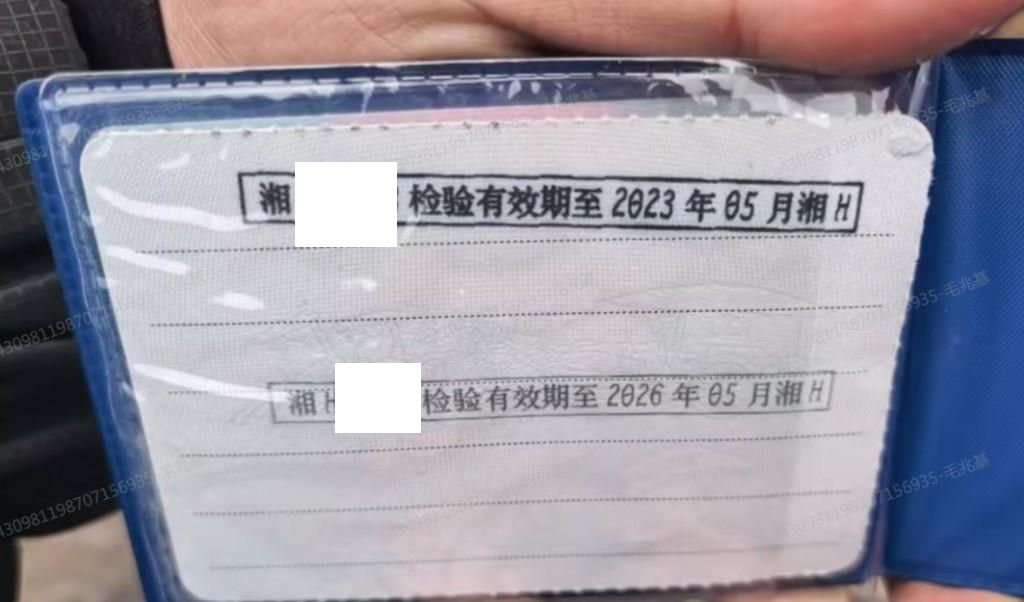 湘 检验有效期至 2023 年 05 月湘 H
湘 H 检验有效期至 2026 年 05 月湘 H